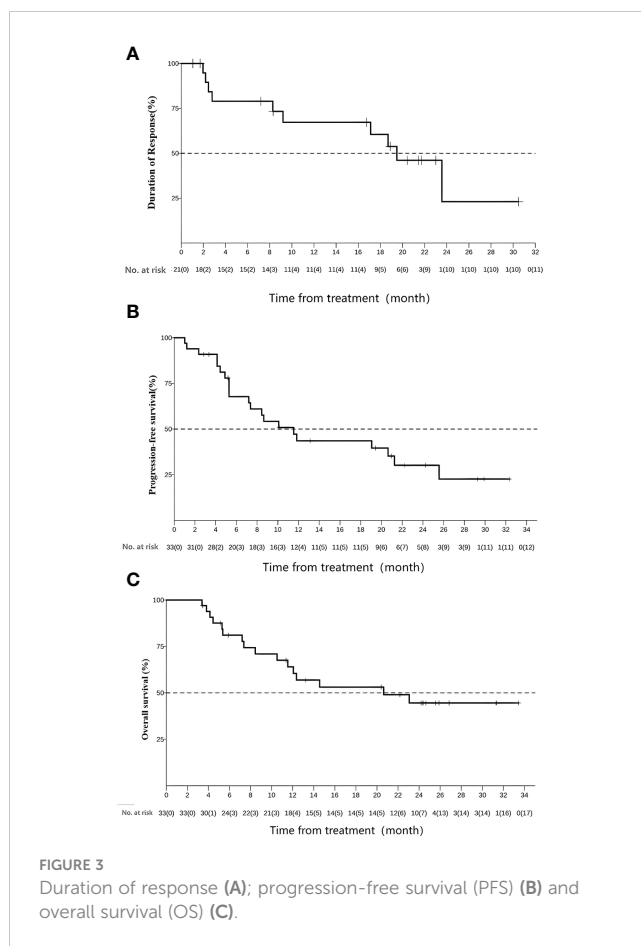 A
Duration of Response(%)
100
75
50
25
0 2 4 6 8 10 12 14 16 18 20 22 24 26 28 30 32
No. at risk 21(0) 18(2) 15(2) 15(2) 14(3) 11(4) 11(4) 11(4) 11(4) 9(5) 6(6) 3(9) 1(10) 1(10) 1(10) 1(10) 0(11)
Time from treatment (month)
B
Progression-free survival(%)
100
75
50
25
0 2 4 6 8 10 12 14 16 18 20 22 24 26 28 30 32 34
No. at risk 33(0) 31(0) 28(2) 20(3) 18(3) 16(3) 12(4) 11(5) 11(5) 11(5) 9(6) 6(7) 5(8) 3(9) 3(9) 1(11) 1(11) 0(12)
Time from treatment (month)
C
Overall survival (%)
100
75
50
25
0 2 4 6 8 10 12 14 16 18 20 22 24 26 28 30 32 34
No. at risk 33(0) 33(0) 30(1) 24(3) 22(3) 21(3) 18(4) 15(5) 14(5) 14(5) 14(5) 12(6) 10(7) 4(13) 3(14) 3(14) 1(16) 0(17)
Time from treatment (month)
FIGURE 3
Duration of response (A); progression-free survival (PFS) (B) and
overall survival (OS) (C).